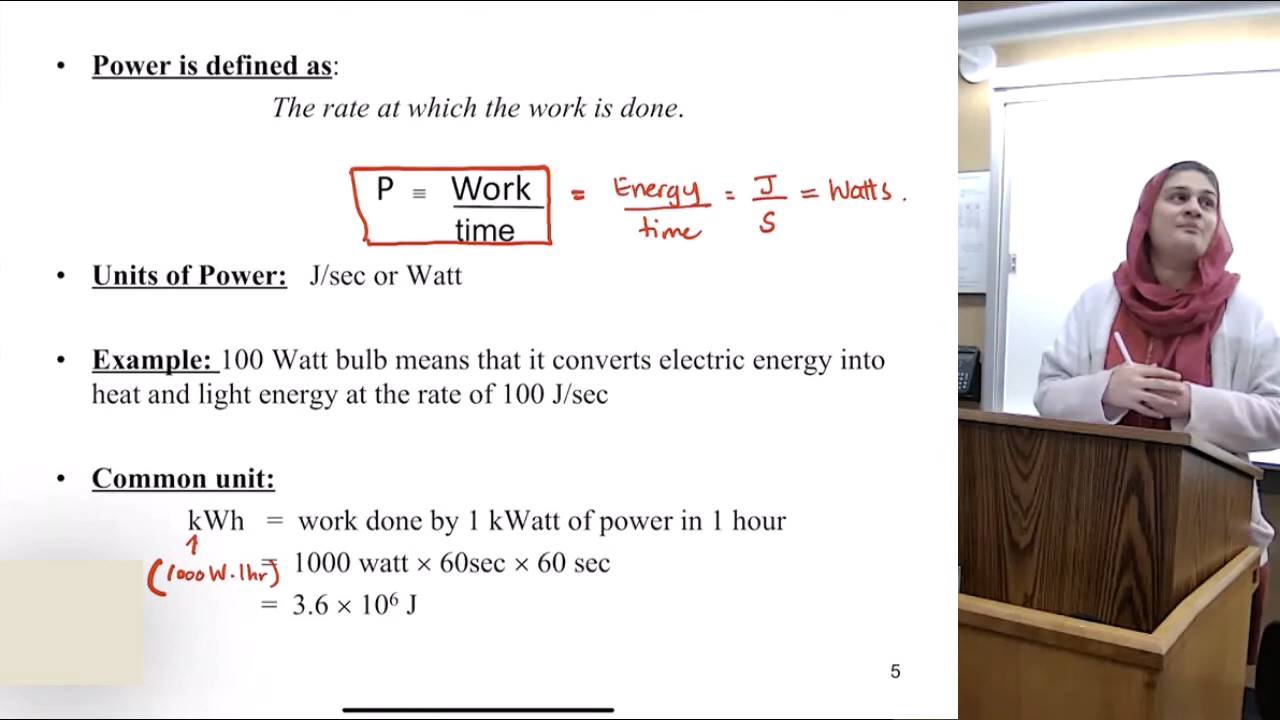 • Power is defined as:
The rate at which the work is done.
P ≡ Work / time = Energy / time = J / S = Watts.
• Units of Power: J/sec or Watt
• Example: 100 Watt bulb means that it converts electric energy into
heat and light energy at the rate of 100 J/sec
• Common unit:
kWh = work done by 1 kWatt of power in 1 hour
(1000 W · 1hr) = 1000 watt × 60sec × 60 sec
= 3.6 × 10⁶ J
5